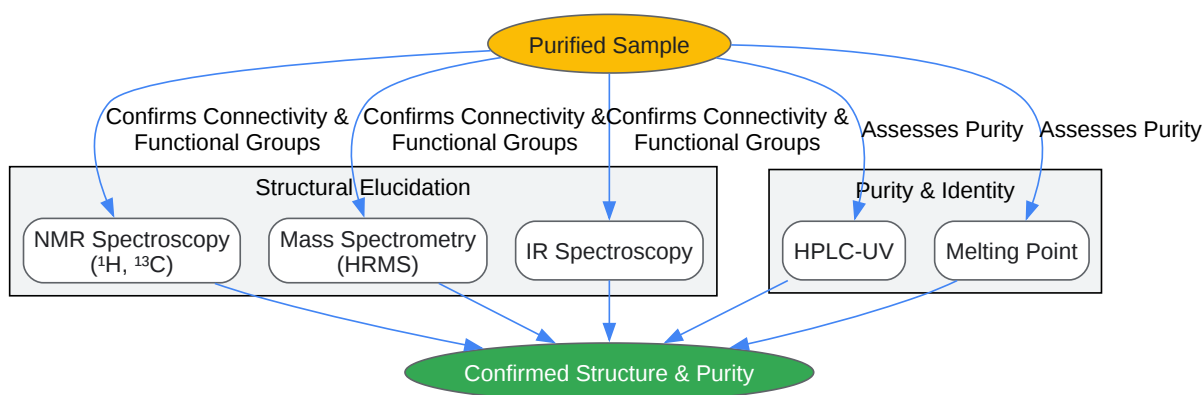 Purified Sample
Confirms Connectivity &
Functional Groups
Confirms Connectivity &
Functional Groups
Confirms Connectivity &
Functional Groups
Assesses Purity
Assesses Purity
Structural Elucidation
Purity & Identity
NMR Spectroscopy
(¹H, ¹³C)
Mass Spectrometry
(HRMS)
IR Spectroscopy
HPLC-UV
Melting Point
Confirmed Structure & Purity